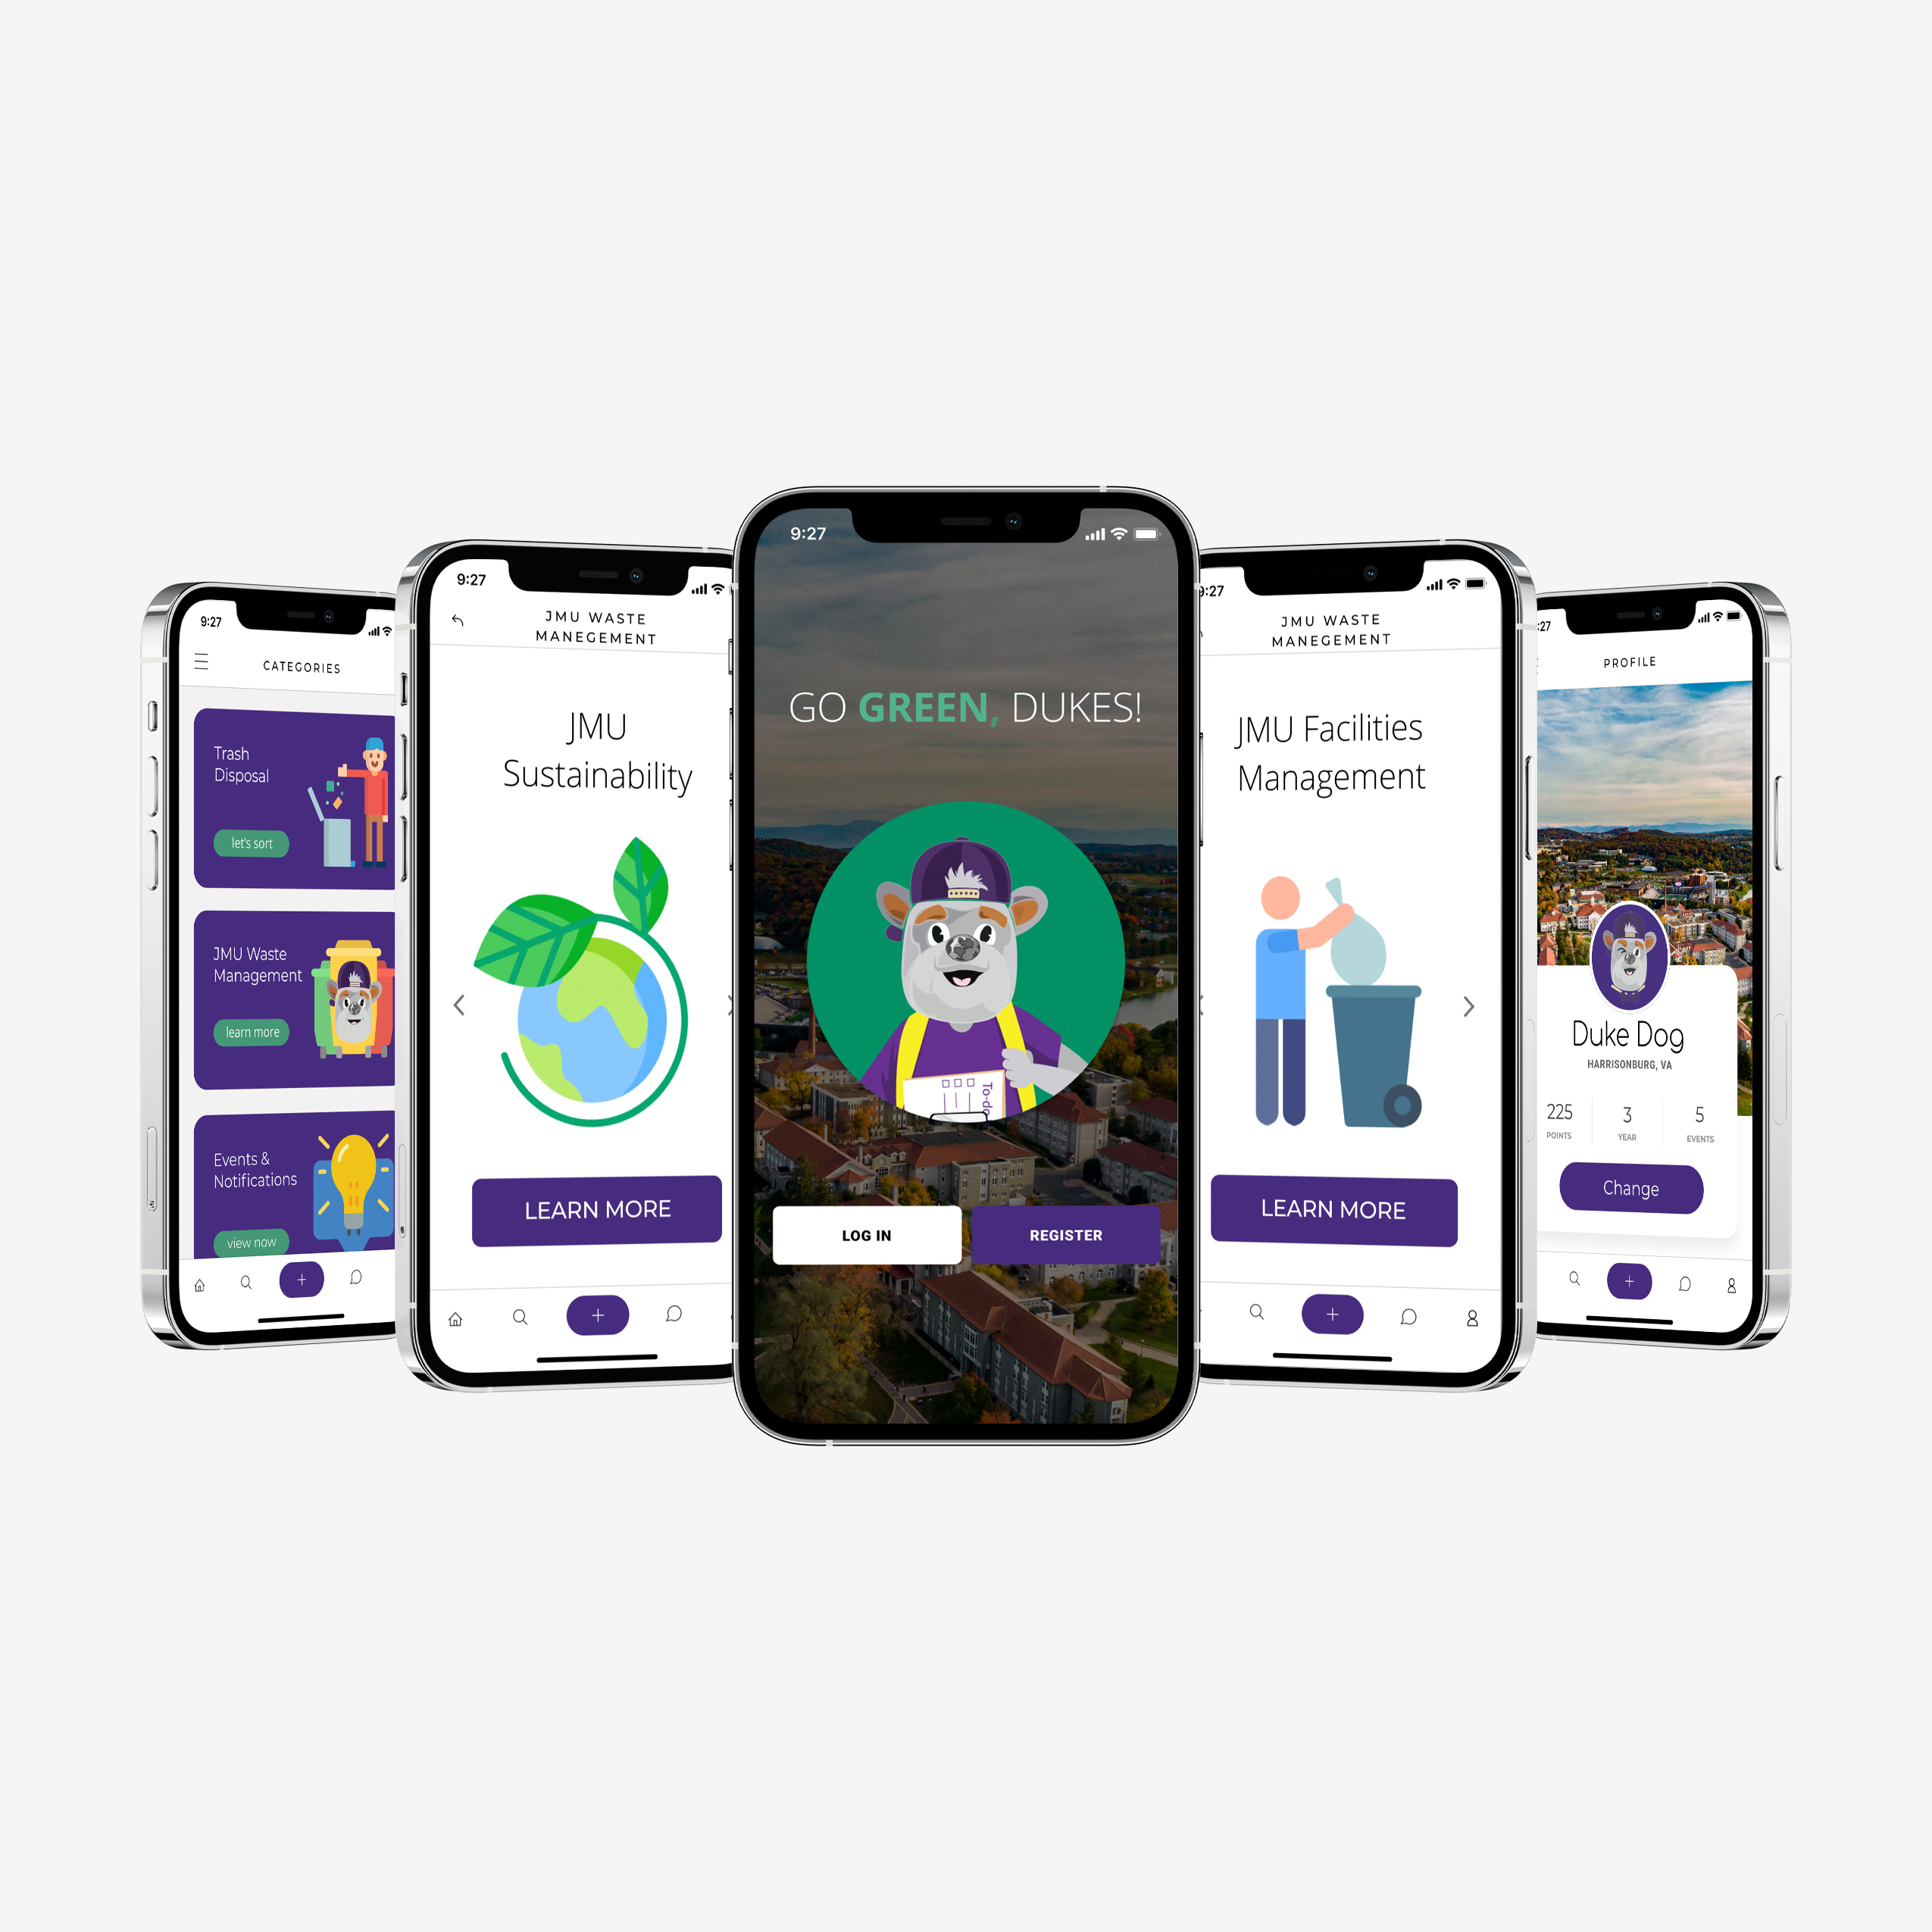 9:27
CATEGORIES
Trash
Disposal
let's sort
JMU Waste
Management
learn more
Events &
Notifications
view now
9:27
JMU WASTE
MANEGEMENT
JMU
Sustainability
LEARN MORE
9:27
GO GREEN, DUKES!
To-do
LOG IN
REGISTER
9:27
JMU WASTE
MANEGEMENT
JMU Facilities
Management
LEARN MORE
:27
PROFILE
Duke Dog
HARRISONBURG, VA
225 3 5
POINTS YEAR EVENTS
Change